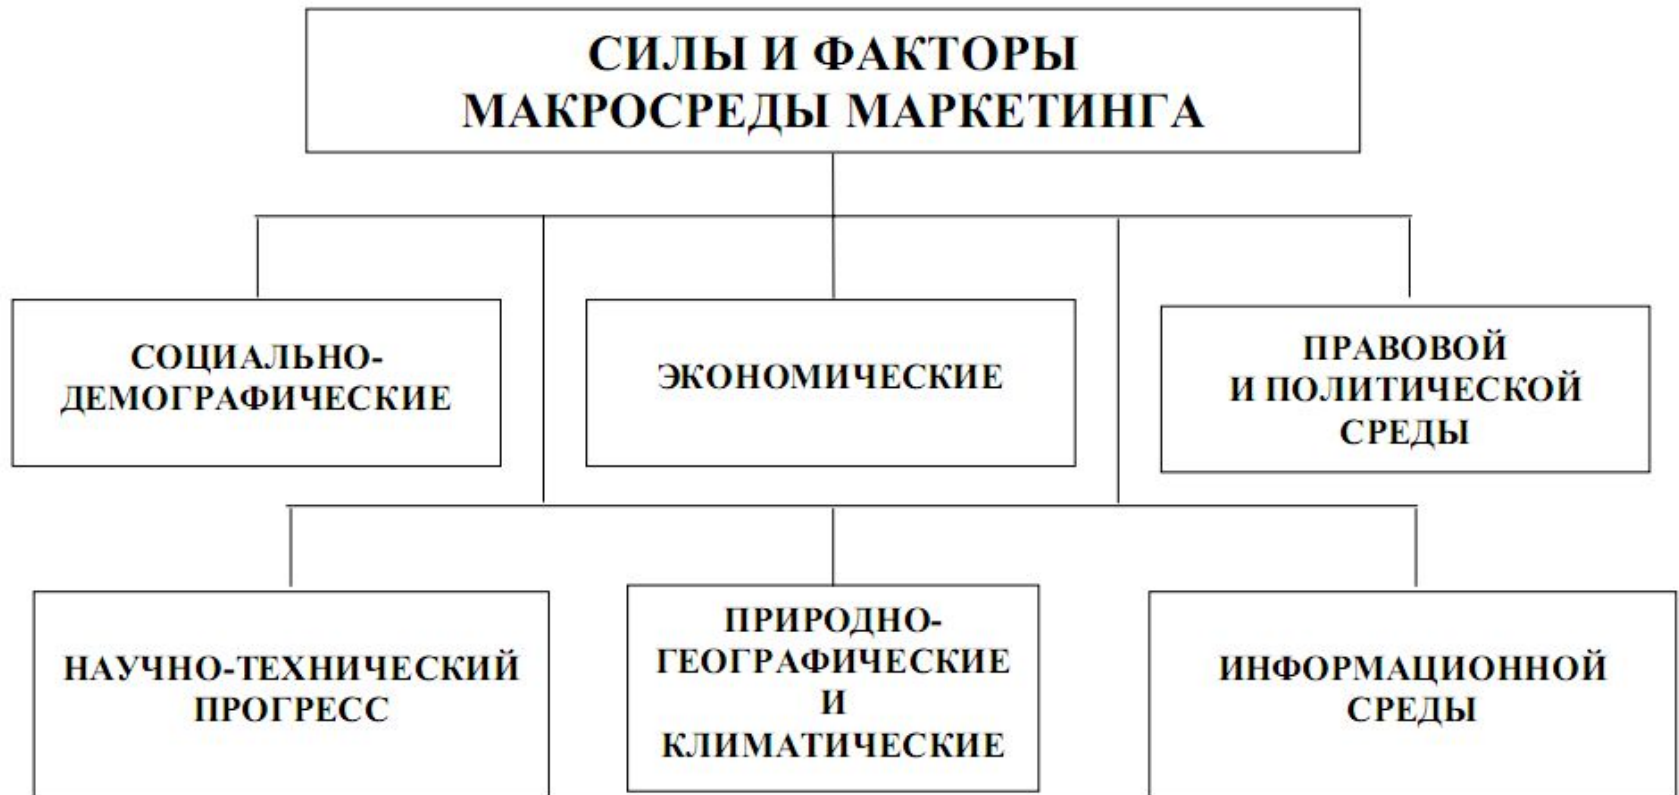 СИЛЫ И ФАКТОРЫ
МАКРОСРЕДЫ МАРКЕТИНГА
СОЦИАЛЬНО-
ДЕМОГРАФИЧЕСКИЕ
ЭКОНОМИЧЕСКИЕ
ПРАВОВОЙ
И ПОЛИТИЧЕСКОЙ
СРЕДЫ
НАУЧНО-ТЕХНИЧЕСКИЙ
ПРОГРЕСС
ПРИРОДНО-
ГЕОГРАФИЧЕСКИЕ
И
КЛИМАТИЧЕСКИЕ
ИНФОРМАЦИОННОЙ
СРЕДЫ